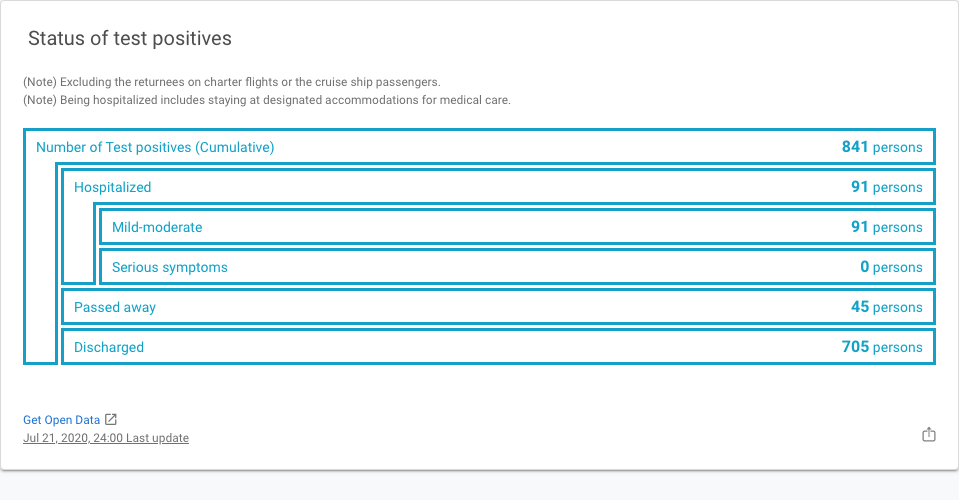 Status of test positives
(Note) Excluding the returnees on charter flights or the cruise ship passengers.
(Note) Being hospitalized includes staying at designated accommodations for medical care.
Number of Test positives (Cumulative) 841 persons
Hospitalized 91 persons
Mild-moderate 91 persons
Serious symptoms 0 persons
Passed away 45 persons
Discharged 705 persons
Get Open Data
Jul 21, 2020, 24:00 Last update